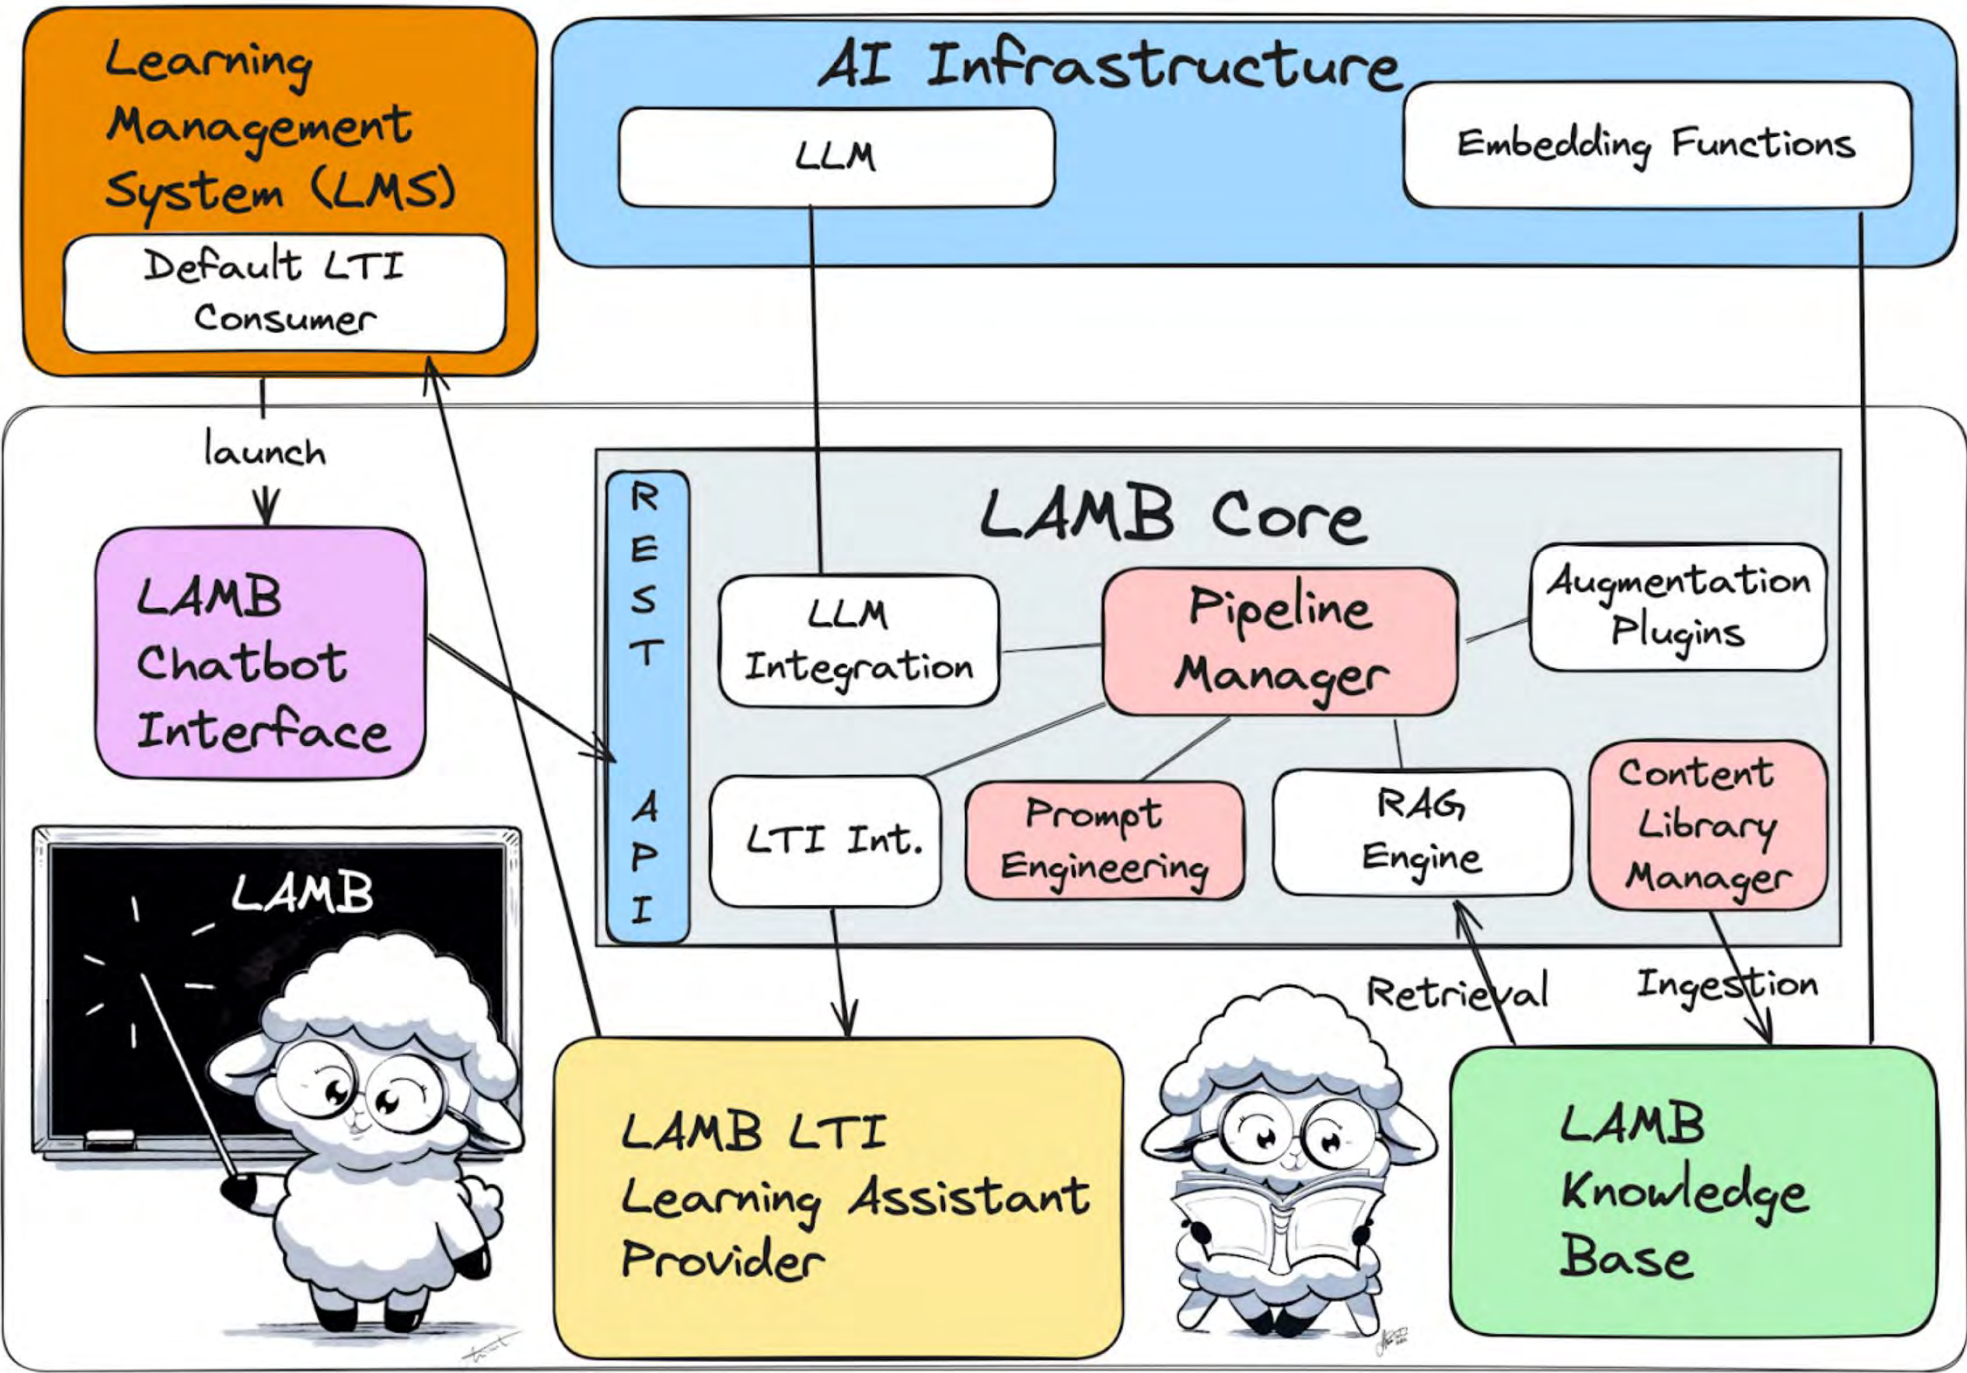 Learning
Management
System (LMS)
Default LTI
Consumer
AI Infrastructure
LLM
Embedding Functions
launch
LAMB
Chatbot
Interface
REST API
LAMB Core
LLM
Integration
Pipeline
Manager
Augmentation
Plugins
LTI Int.
Prompt
Engineering
RAG
Engine
Content
Library
Manager
LAMB
Retrieval
Ingestion
LAMB LTI
Learning Assistant
Provider
LAMB
Knowledge
Base